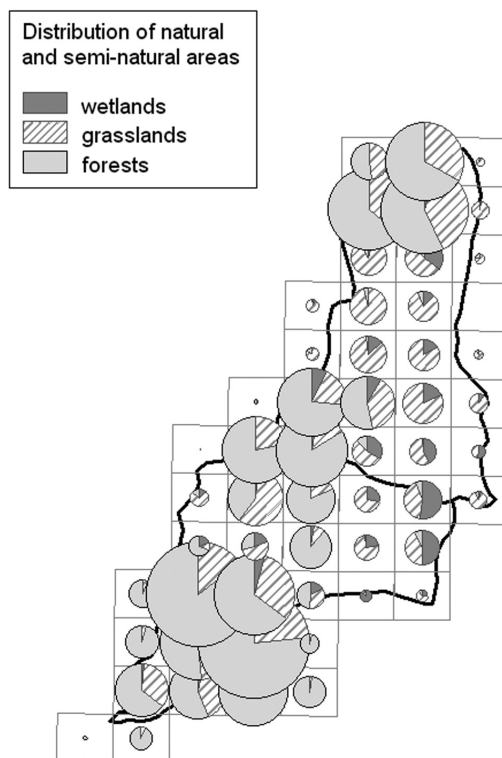 Distribution of natural
and semi-natural areas
wetlands
grasslands
forests